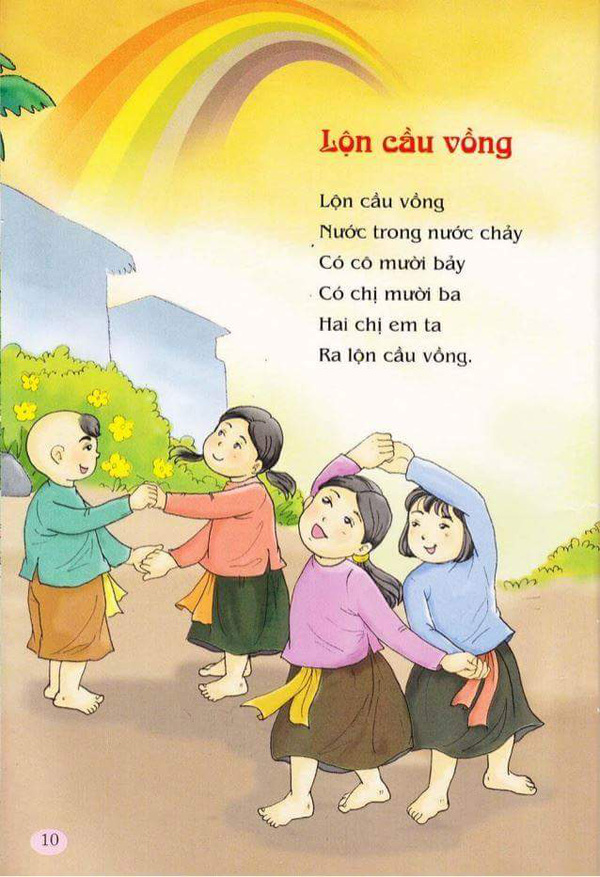 Lộn cầu vồng
Lộn cầu vồng
Nước trong nước chảy
Có cô mười bảy
Có chị mười ba
Hai chị em ta
Ra lộn cầu vồng.
10